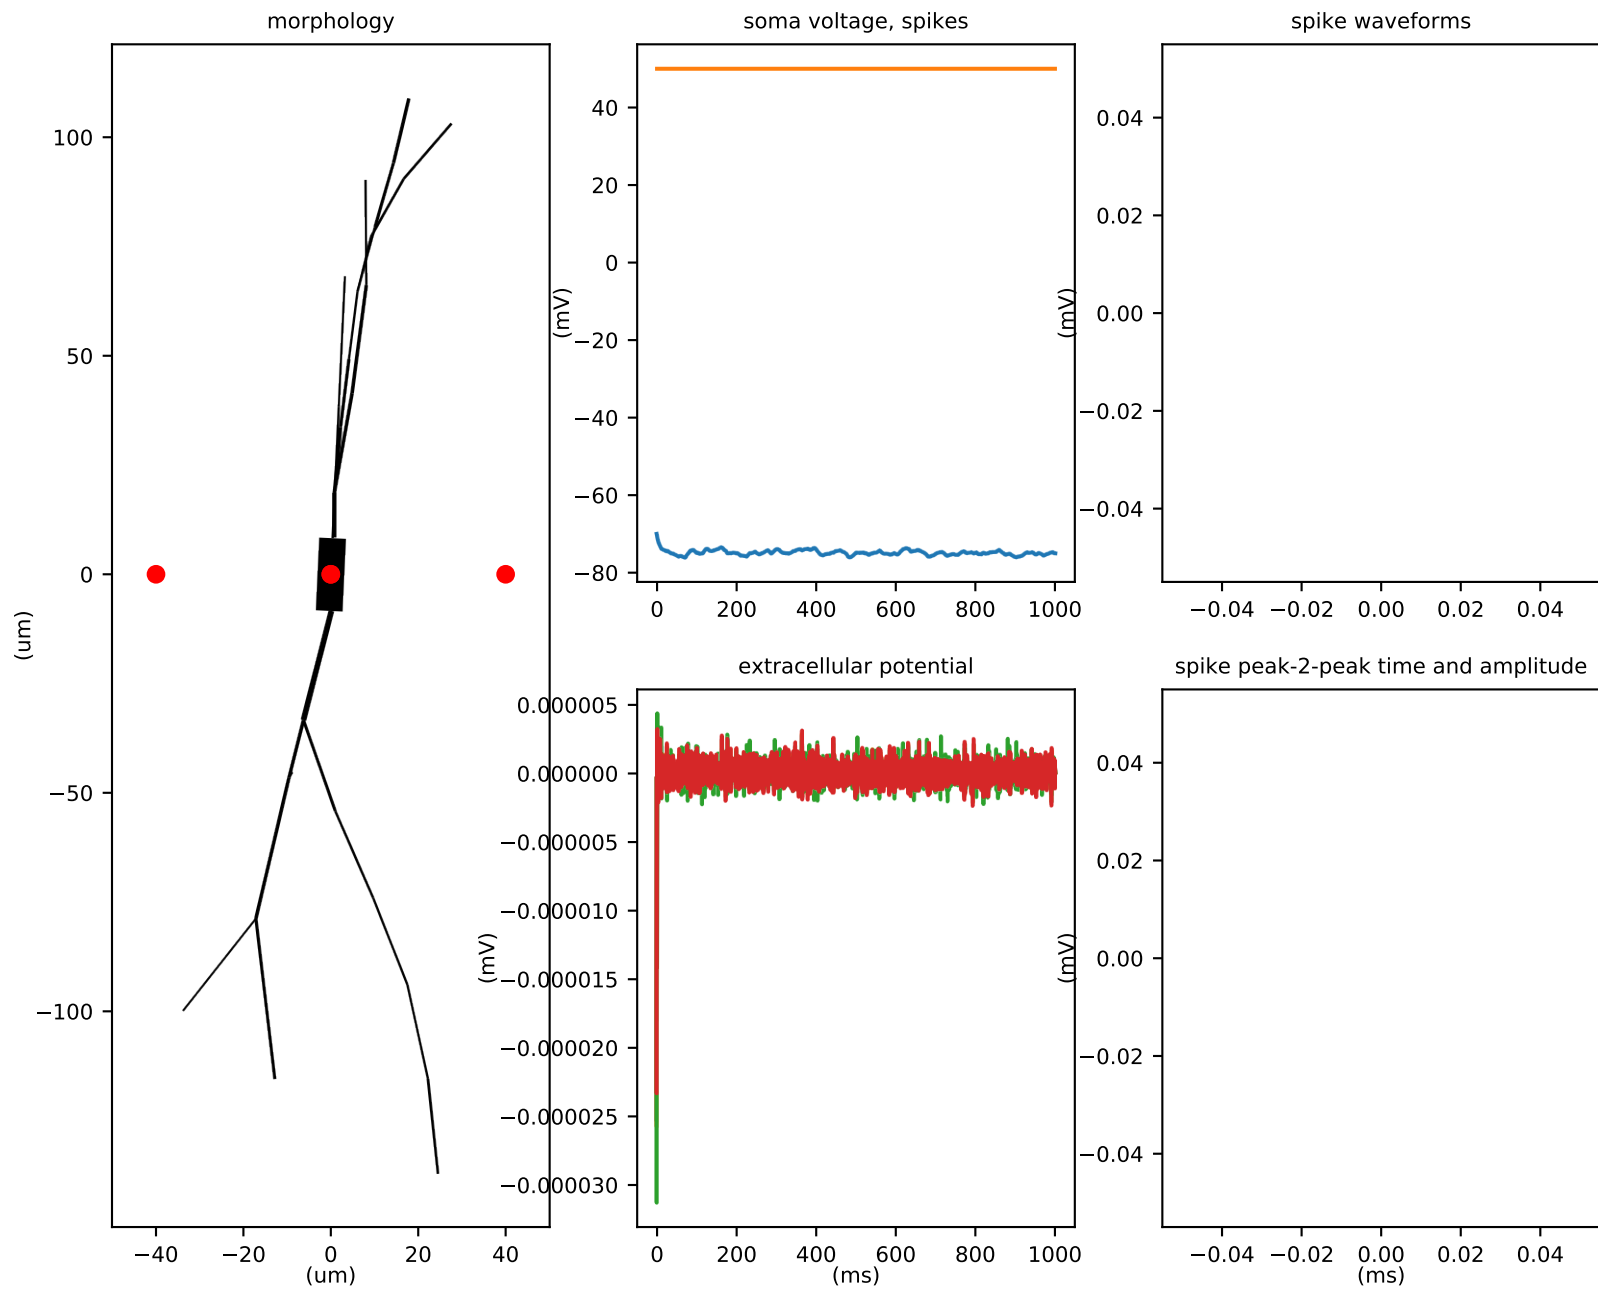 morphology
100
50
0
−50
−100
(um)
−40 −20 0 20 40
(um)
soma voltage, spikes
40
20
0
−20
−40
−60
−80
(mV)
0 200 400 600 800 1000
spike waveforms
0.04
0.02
0.00
−0.02
−0.04
(mV)
−0.04 −0.02 0.00 0.02 0.04
extracellular potential
0.000005
0.000000
−0.000005
−0.000010
−0.000015
−0.000020
−0.000025
−0.000030
(mV)
0 200 400 600 800 1000
(ms)
spike peak-2-peak time and amplitude
0.04
0.02
0.00
−0.02
−0.04
(mV)
−0.04 −0.02 0.00 0.02 0.04
(ms)